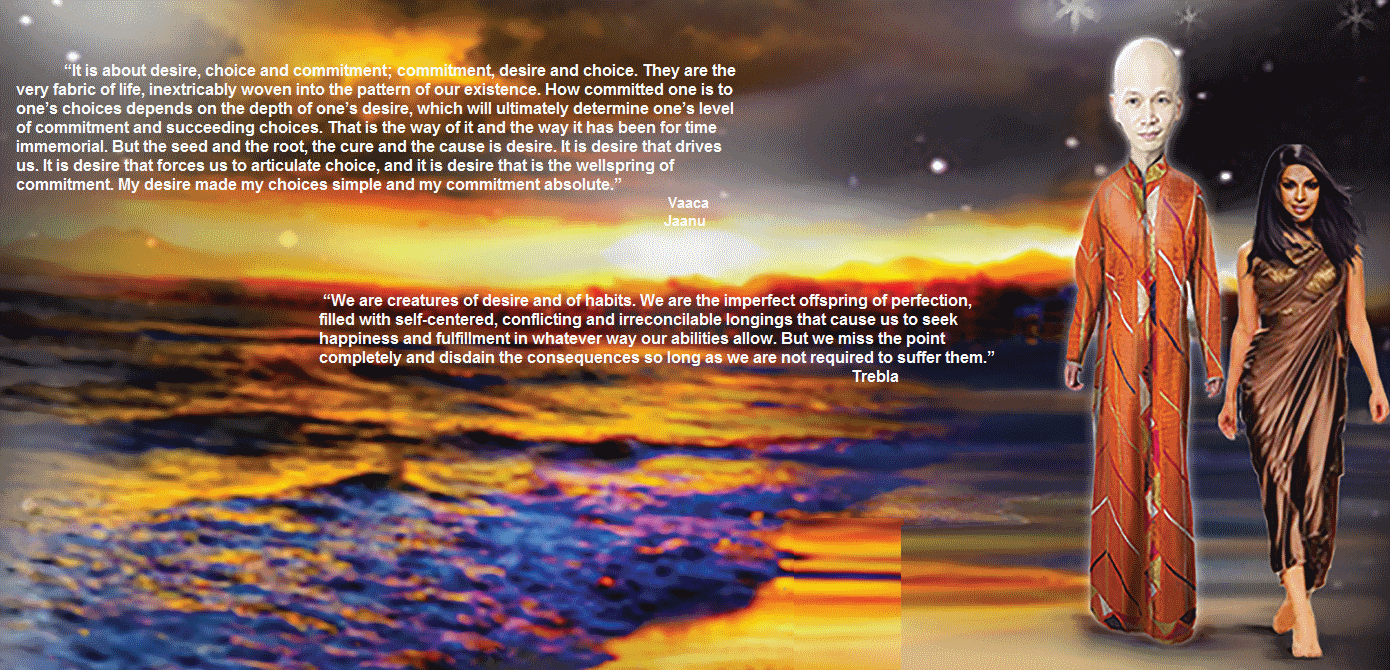 “It is about desire, choice and commitment; commitment, desire and choice. They are the
very fabric of life, inextricably woven into the pattern of our existence. How committed one is to
one’s choices depends on the depth of one’s desire, which will ultimately determine one’s level
of commitment and succeeding choices. That is the way of it and the way it has been for time
immemorial. But the seed and the root, the cure and the cause is desire. It is desire that drives
us. It is desire that forces us to articulate choice, and it is desire that is the wellspring of
commitment. My desire made my choices simple and my commitment absolute.”
Vaaca
Jaanu
“We are creatures of desire and of habits. We are the imperfect offspring of perfection,
filled with self-centered, conflicting and irreconcilable longings that cause us to seek
happiness and fulfillment in whatever way our abilities allow. But we miss the point
completely and disdain the consequences so long as we are not required to suffer them.”
Trebla